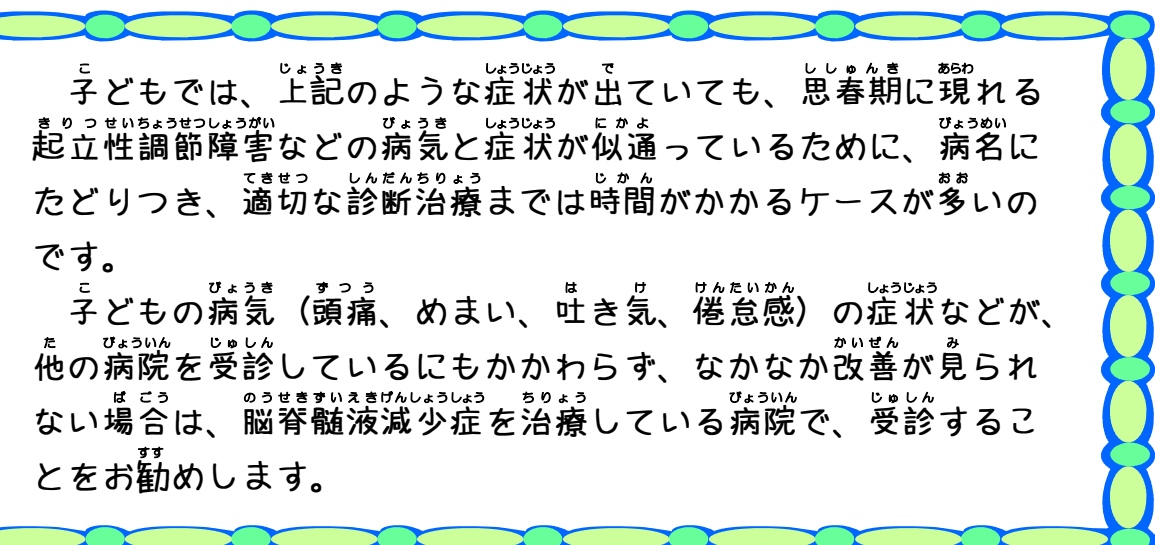 子どもでは、上記のような症状が出ていても、思春期に現れる
起立性調節障害などの病気と症状が似通っているために、病名に
たどりつき、適切な診断治療までは時間がかかるケースが多いの
です。
子どもの病気（頭痛、めまい、吐き気、倦怠感）の症状などが、
他の病院を受診しているにもかかわらず、なかなか改善が見られ
ない場合は、脳脊髄液減少症を治療している病院で、受診するこ
とをお勧めします。